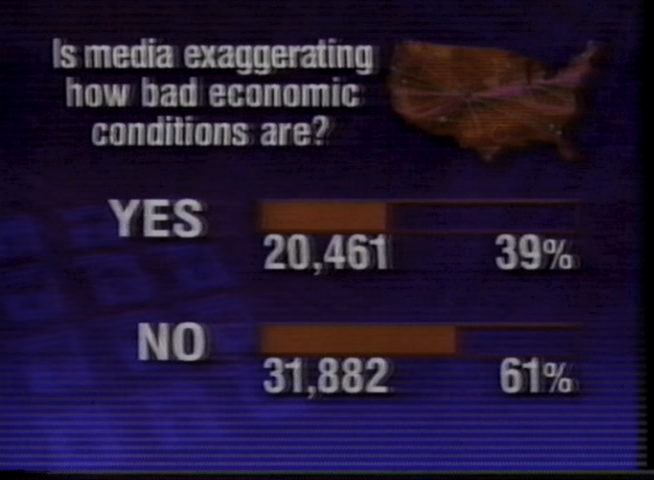 Is media exaggerating
how bad economic
conditions are?
YES
20,461 39%
NO
31,882 61%